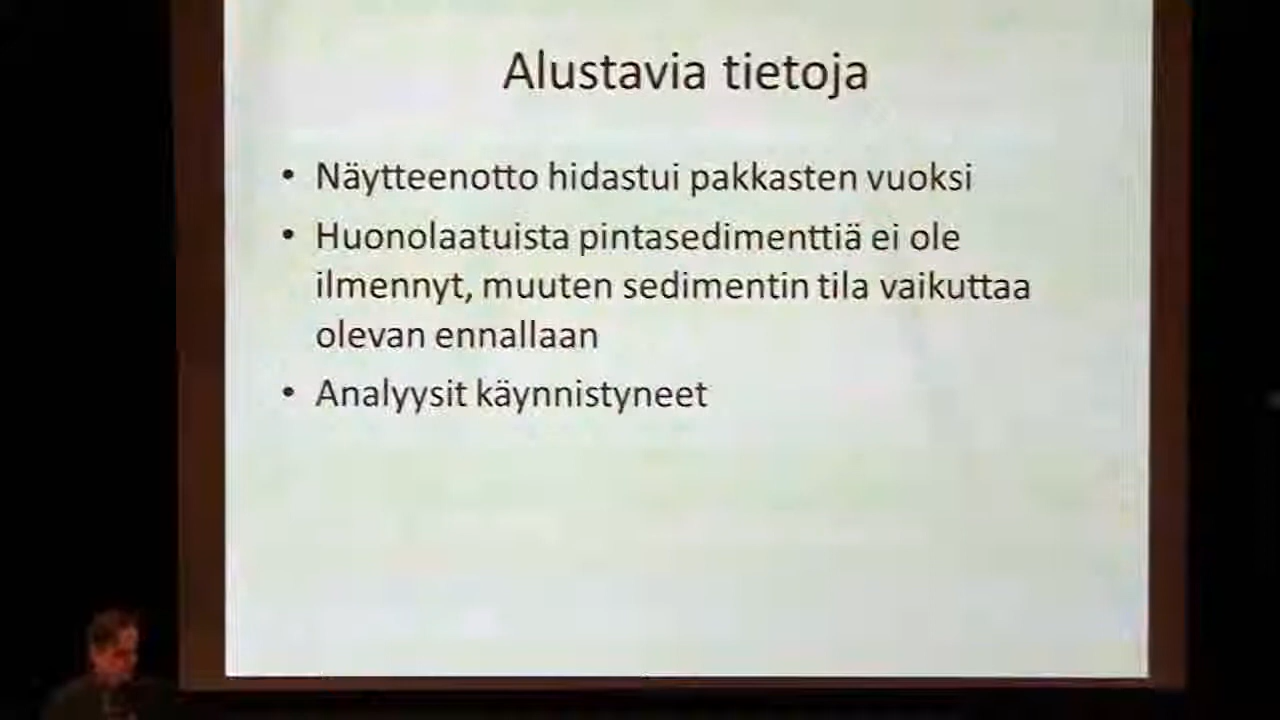 Alustavia tietoja
• Näytteenotto hidastui pakkasten vuoksi
• Huonolaatuista pintasedimenttiä ei ole
ilmennyt, muuten sedimentin tila vaikuttaa
olevan ennallaan
• Analyysit käynnistyneet